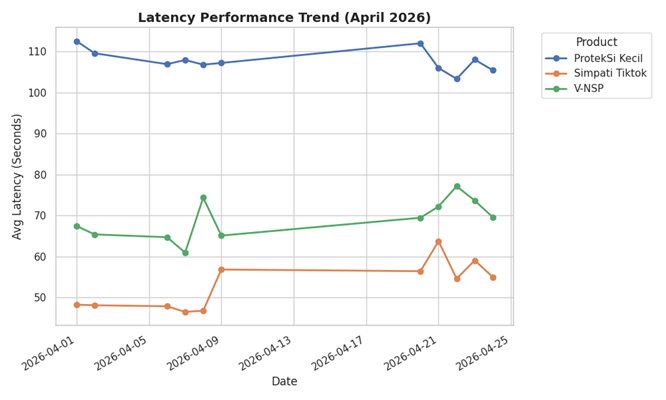 Latency Performance Trend (April 2026)
Product
ProtekSi Kecil
Simpati Tiktok
V-NSP
Avg Latency (Seconds)
110
100
90
80
70
60
50
2026-04-01
2026-04-05
2026-04-09
2026-04-13
2026-04-17
2026-04-21
2026-04-25
Date